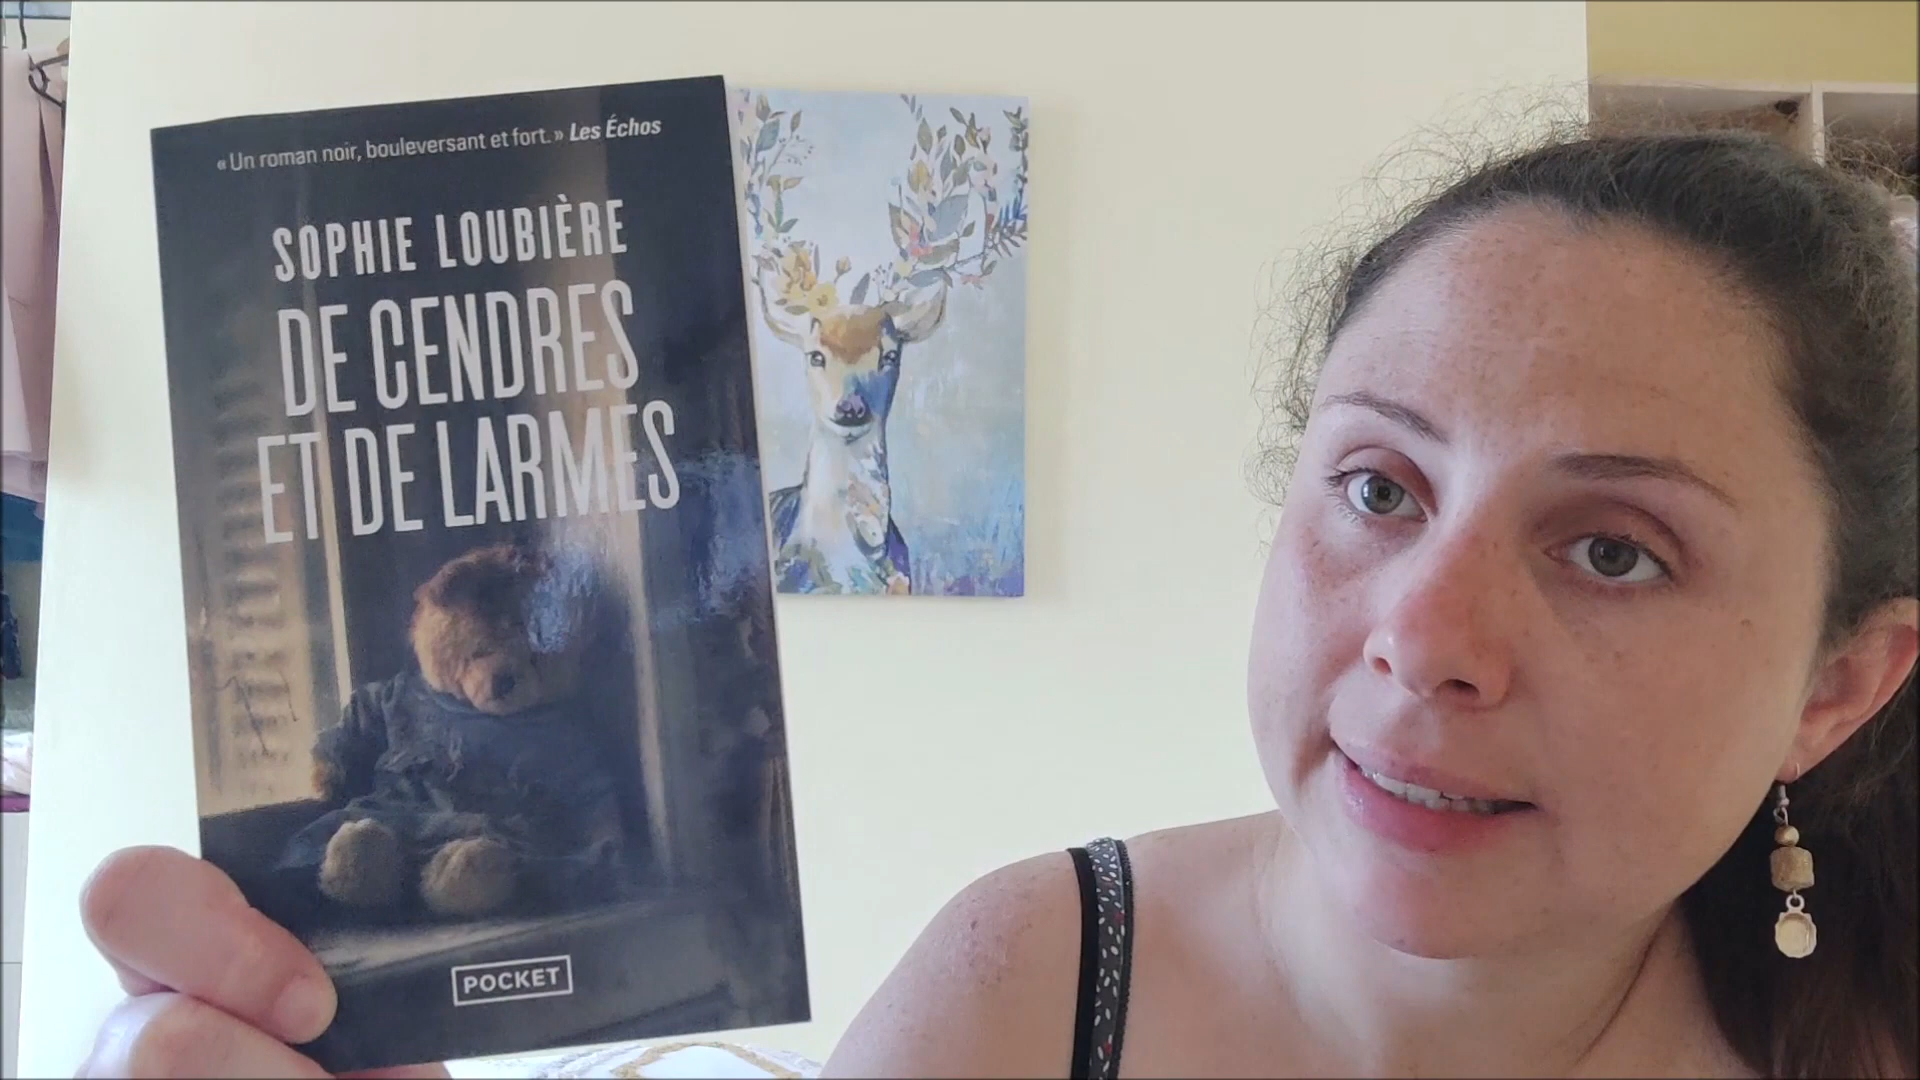 « Un roman noir, bouleversant et fort. » Les Échos
SOPHIE LOUBIÈRE
DE CENDRES
ET DE LARMES
POCKET